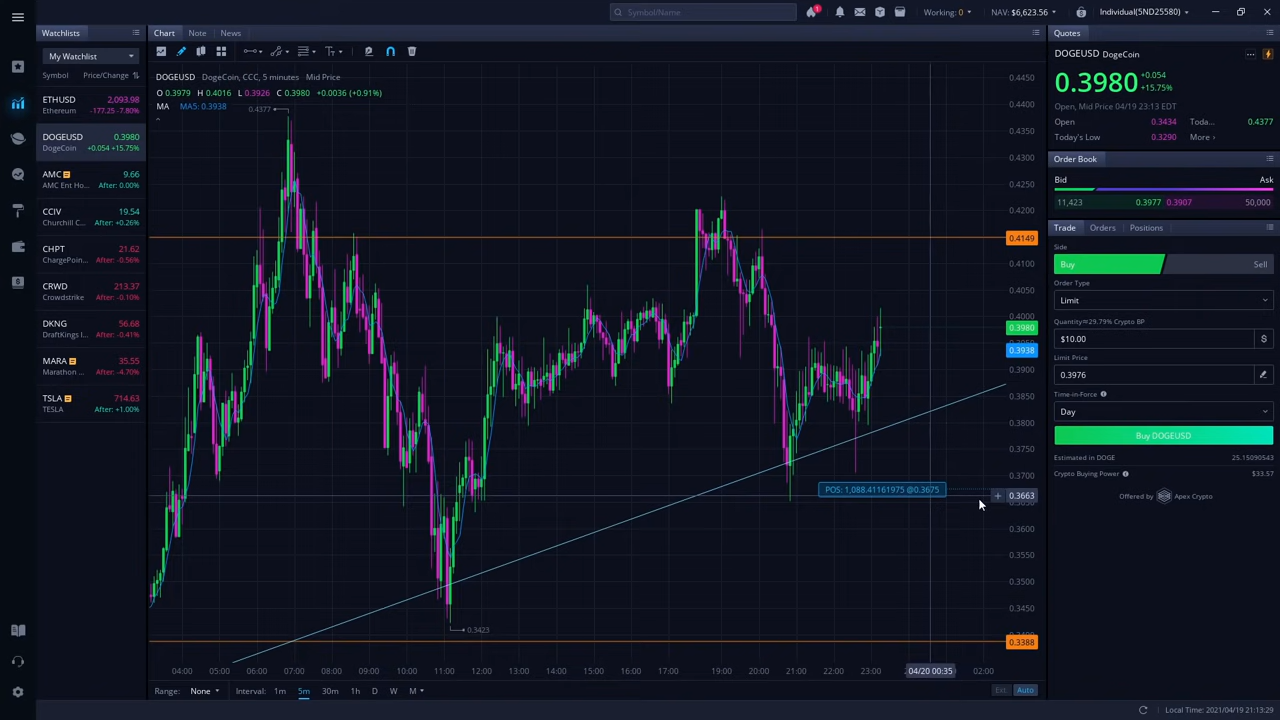 Symbol/Name
1
Working: 0
NAV: $6,623.56
Individual(5ND25580)
Watchlists
My Watchlist
Symbol Price/Change
ETHUSD 2,093.98
Ethereum -177.25 -7.80%
DOGEUSD 0.3980
DogeCoin +0.054 +15.75%
AMC 9.66
AMC Ent Ho... After: 0.00%
CCIV 19.54
Churchill C... After: +0.26%
CHPT 21.62
ChargePoin... After: -0.56%
CRWD 213.37
Crowdstrike After: -0.10%
DKNG 56.68
DraftKings I... After: -0.41%
MARA 35.55
Marathon ... After: -4.70%
TSLA 714.63
TESLA After: +1.00%
Chart Note News
DOGEUSD DogeCoin, CCC, 5 minutes Mid Price
O 0.3979 H 0.4016 L 0.3926 C 0.3980 +0.0036 (+0.91%)
MA MA5: 0.3938
0.4377
0.3423
POS: 1,088.41161975 @0.3675
0.4450
0.4400
0.4350
0.4300
0.4250
0.4200
0.4149
0.4100
0.4050
0.4000
0.3980
0.3938
0.3900
0.3850
0.3800
0.3750
0.3700
0.3663
0.3600
0.3550
0.3500
0.3450
0.3388
04:00 05:00 06:00 07:00 08:00 09:00 10:00 11:00 12:00 13:00 14:00 15:00 16:00 17:00 19:00 20:00 21:00 22:00 23:00 04/20 00:35 02:00
Range: None Interval: 1m 5m 30m 1h D W M
Ext Auto
Quotes
DOGEUSD DogeCoin
0.3980 +0.054
+15.75%
Open, Mid Price 04/19 23:13 EDT
Open 0.3434 Toda... 0.4377
Today's Low 0.3290 More >
Order Book
Bid Ask
11,423 0.3977 0.3907 50,000
Trade Orders Positions
Side
Buy Sell
Order Type
Limit
Quantity≈29.79% Crypto BP
$10.00 $
Limit Price
0.3976
Time-in-Force
Day
Buy DOGEUSD
Estimated in DOGE 25.15090543
Crypto Buying Power $33.57
Offered by Apex Crypto
Local Time: 2021/04/19 21:13:29